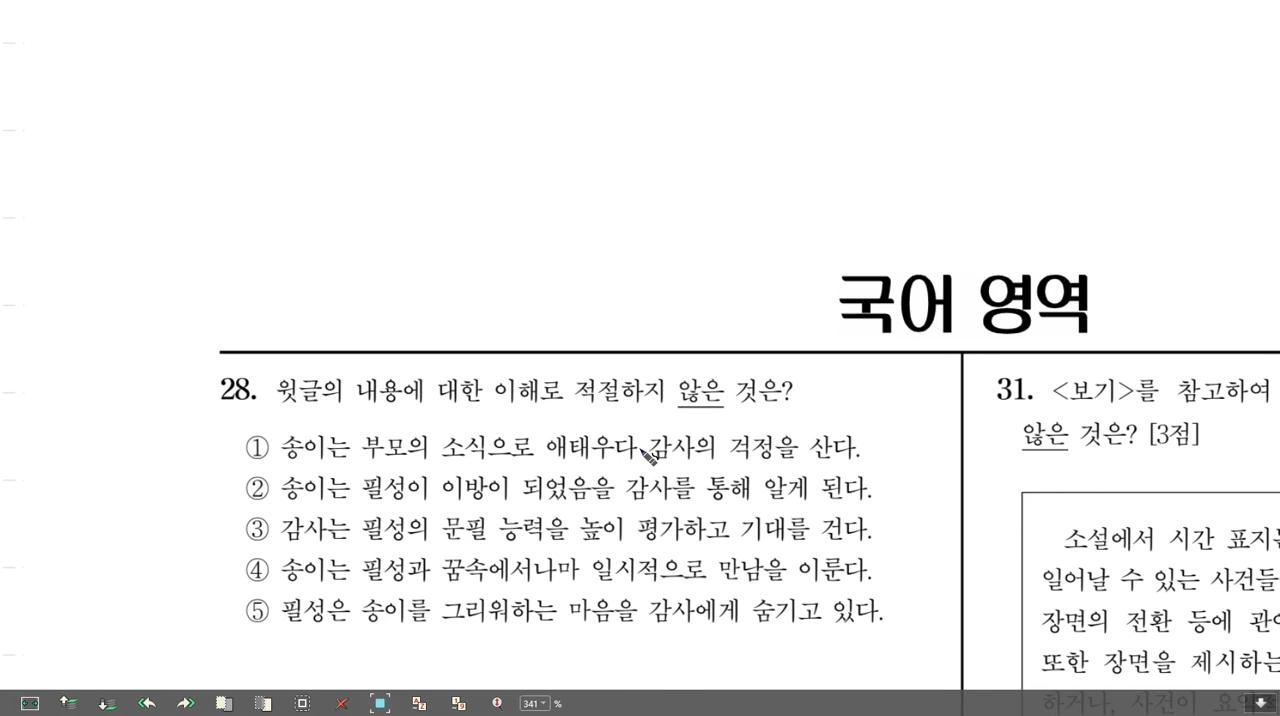 국어 영역
28. 윗글의 내용에 대한 이해로 적절하지 않은 것은?
① 송이는 부모의 소식으로 애태우다 감사의 걱정을 산다.
② 송이는 필성이 이방이 되었음을 감사를 통해 알게 된다.
③ 감사는 필성의 문필 능력을 높이 평가하고 기대를 건다.
④ 송이는 필성과 꿈속에서나마 일시적으로 만남을 이룬다.
⑤ 필성은 송이를 그리워하는 마음을 감사에게 숨기고 있다.
31. <보기>를 참고하여
않은 것은? [3점]
소설에서 시간 표지는
일어날 수 있는 사건들
장면의 전환 등에 관여
또한 장면을 제시하는
하거나, 사건이
341 %